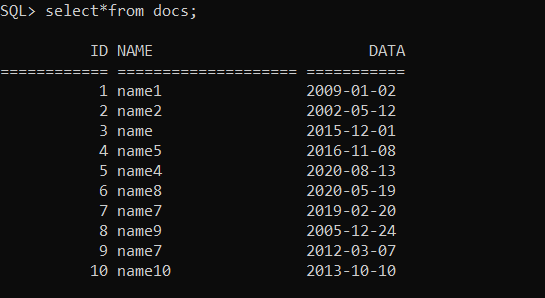 SQL> select*from docs;
ID NAME DATA
============ ==================== ===========
1 name1 2009-01-02
2 name2 2002-05-12
3 name 2015-12-01
4 name5 2016-11-08
5 name4 2020-08-13
6 name8 2020-05-19
7 name7 2019-02-20
8 name9 2005-12-24
9 name7 2012-03-07
10 name10 2013-10-10